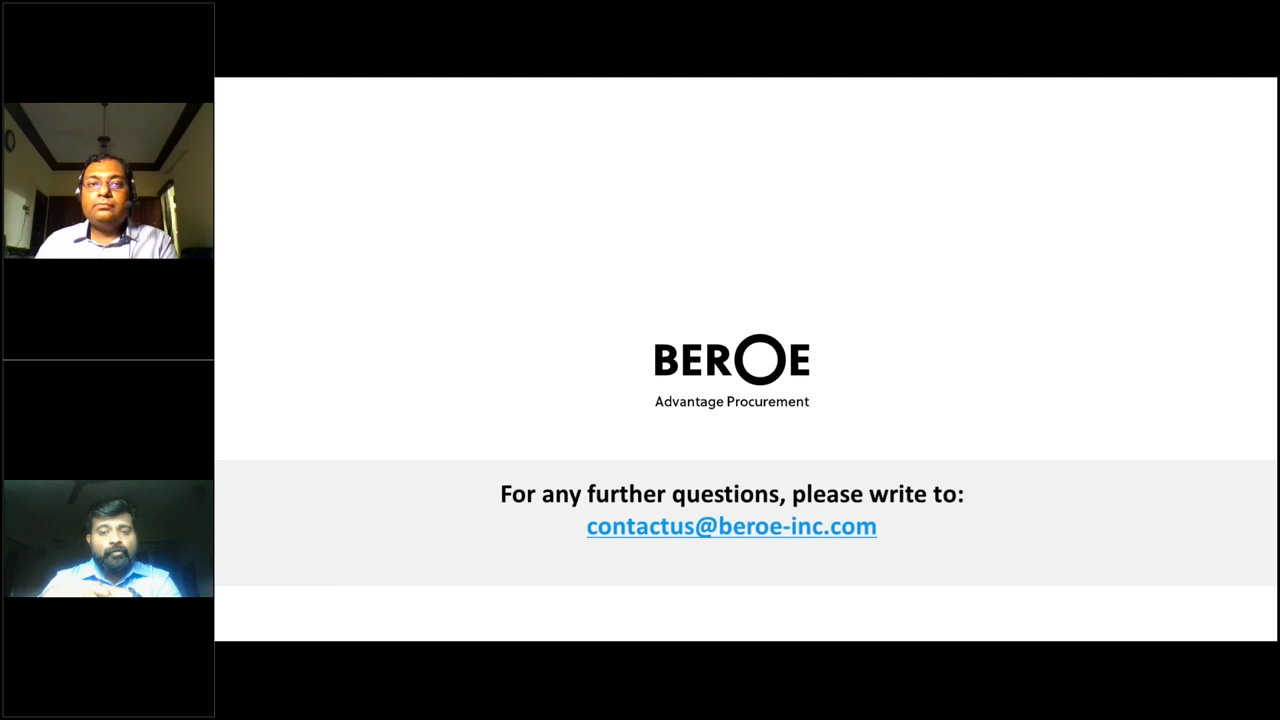 BEROE
Advantage Procurement
For any further questions, please write to:
contactus@beroe-inc.com